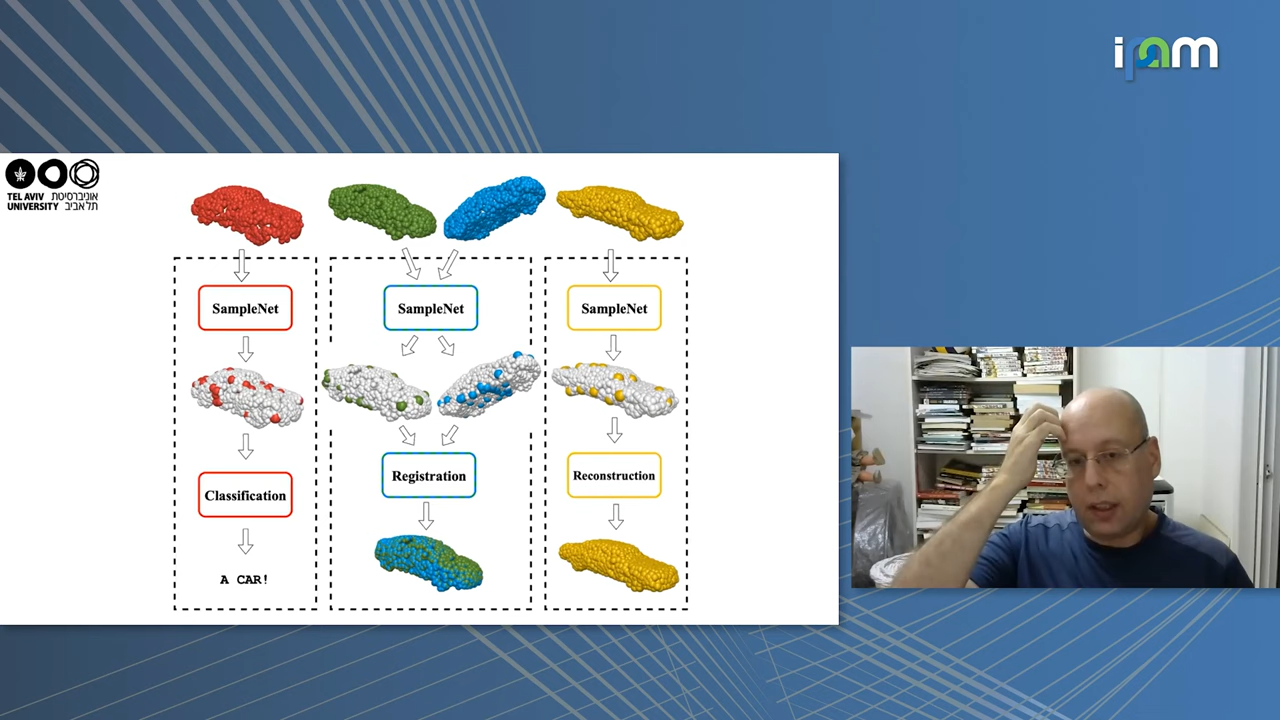 ipam
TEL AVIV
UNIVERSITY
אוניברסיטת
תל אביב
SampleNet
SampleNet
SampleNet
Registration
Reconstruction
Classification
A CAR!